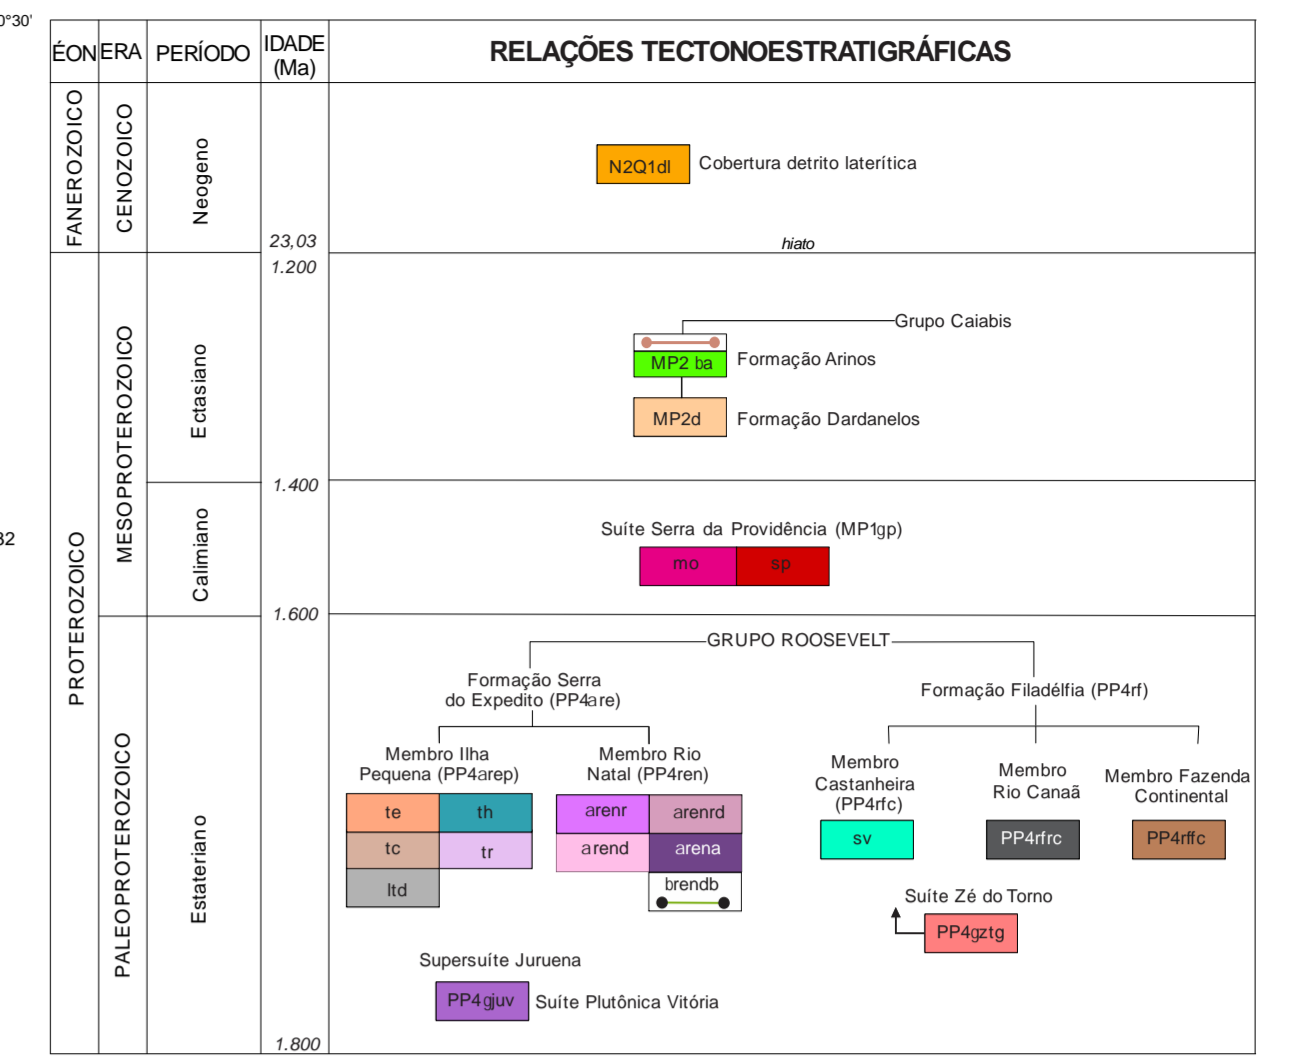 0°30'
ÉON ERA PERÍODO IDADE (Ma) RELAÇÕES TECTONOESTRATIGRÁFICAS
FANEROZOICO
CENOZOICO
Neogeno
N2Q1dl Cobertura detrito laterítica
23,03
hiato
1.200
PROTEROZOICO
MESOPROTEROZOICO
Ectasiano
Grupo Caiabis
MP2 ba Formação Arinos
MP2d Formação Dardanelos
1.400
Calimiano
Suíte Serra da Providência (MP1gp)
mo sp
32
1.600
PALEOPROTEROZOICO
Estateriano
GRUPO ROOSEVELT
Formação Serra
do Expedito (PP4are)
Formação Filadélfia (PP4rf)
Membro Ilha
Pequena (PP4arep)
te th
tc tr
ltd
Membro Rio
Natal (PP4ren)
arenr arenrd
arend arena
brendb
Membro
Castanheira
(PP4rfc)
sv
Membro
Rio Canaã
PP4rfrc
Membro Fazenda
Continental
PP4rffc
Suíte Zé do Torno
PP4gztg
Supersuíte Juruena
PP4gjuv Suíte Plutônica Vitória
1.800